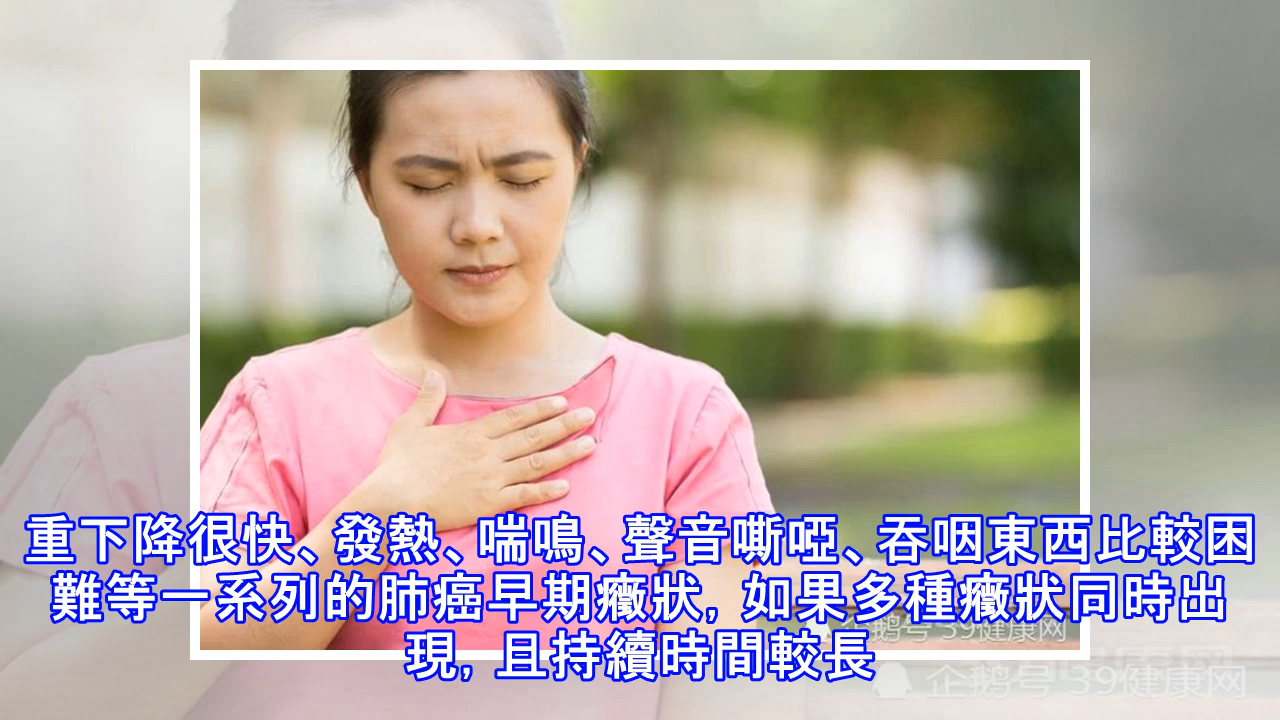 重下降很快、發熱、喘鳴、聲音嘶啞、吞咽東西比較困
難等一系列的肺癌早期癥狀,如果多種癥狀同時出
現,且持續時間較長
企鹅号 39健康网
企鹅号 39健康网